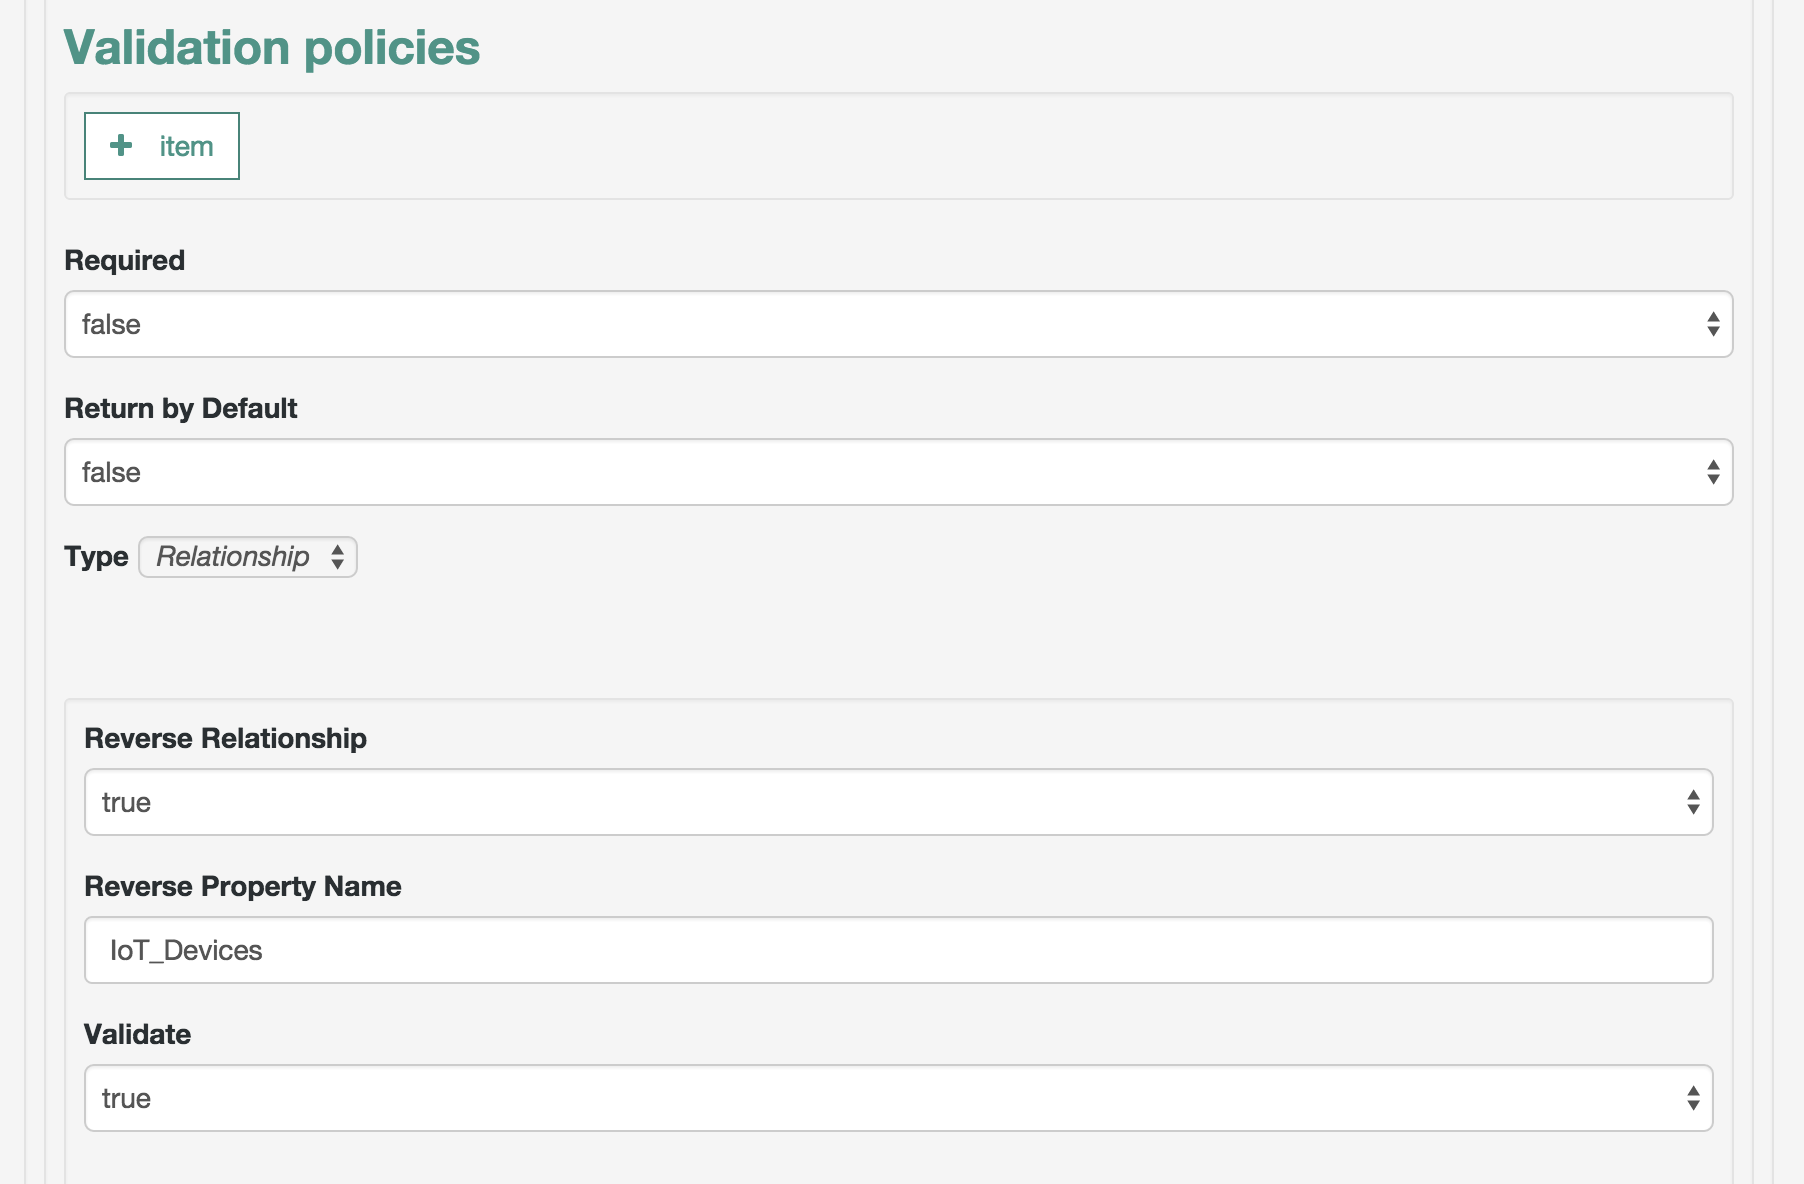 Validation policies
item
Required
false
Return by Default
false
Type Relationship
Reverse Relationship
true
Reverse Property Name
IoT_Devices
Validate
true